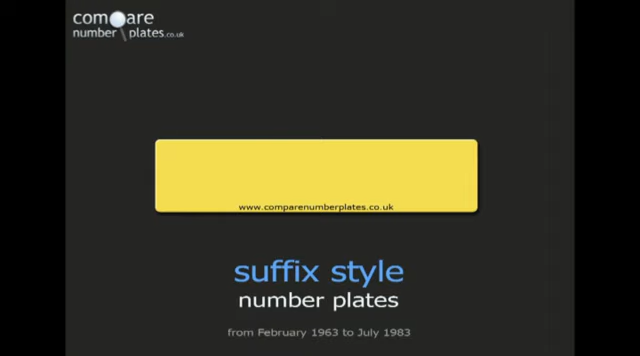 compare
number plates.co.uk
www.comparenumberplates.co.uk
suffix style
number plates
from February 1963 to July 1983